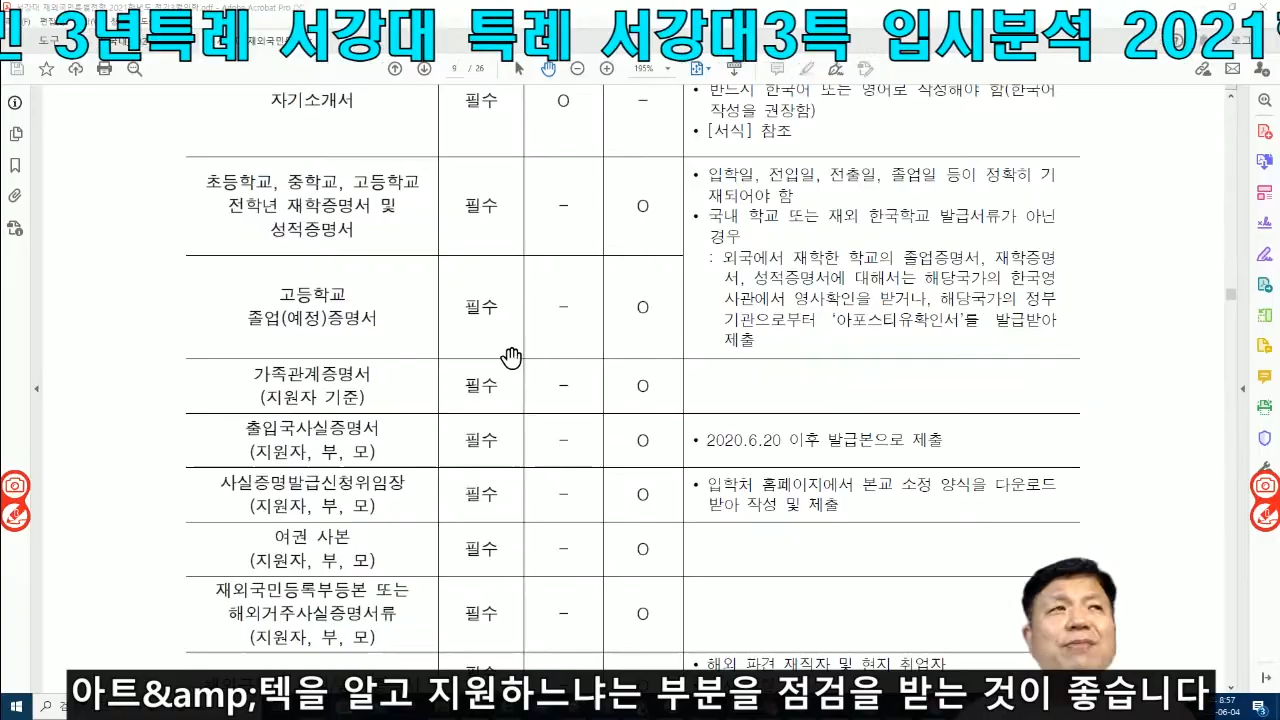 민 3년특례 서강대 특례 서강대3특 입시분석 2021
9 / 26
195%
자기소개서 필수 O –
• 반드시 한국어 또는 영어로 작성해야 함(한국어
작성을 권장함)
• [서식] 참조
초등학교, 중학교, 고등학교
전학년 재학증명서 및
성적증명서
필수 – O
• 입학일, 전입일, 전출일, 졸업일 등이 정확히 기
재되어야 함
• 국내 학교 또는 재외 한국학교 발급서류가 아닌
경우
: 외국에서 재학한 학교의 졸업증명서, 재학증명
서, 성적증명서에 대해서는 해당국가의 한국영
사관에서 영사확인을 받거나, 해당국가의 정부
기관으로부터 ‘아포스티유확인서’를 발급받아
제출
고등학교
졸업(예정)증명서
필수 – O
가족관계증명서
(지원자 기준)
필수 – O
출입국사실증명서
(지원자, 부, 모)
필수 – O
• 2020.6.20 이후 발급본으로 제출
사실증명발급신청위임장
(지원자, 부, 모)
필수 – O
• 입학처 홈페이지에서 본교 소정 양식을 다운로드
받아 작성 및 제출
여권 사본
(지원자, 부, 모)
필수 – O
재외국민등록부등본 또는
해외거주사실증명서류
(지원자, 부, 모)
필수 – O
• 해외 파견 재직자 및 현지 취업자
아트&amp;텍을 알고 지원하느냐는 부분을 점검을 받는 것이 좋습니다
8:57
-06-04